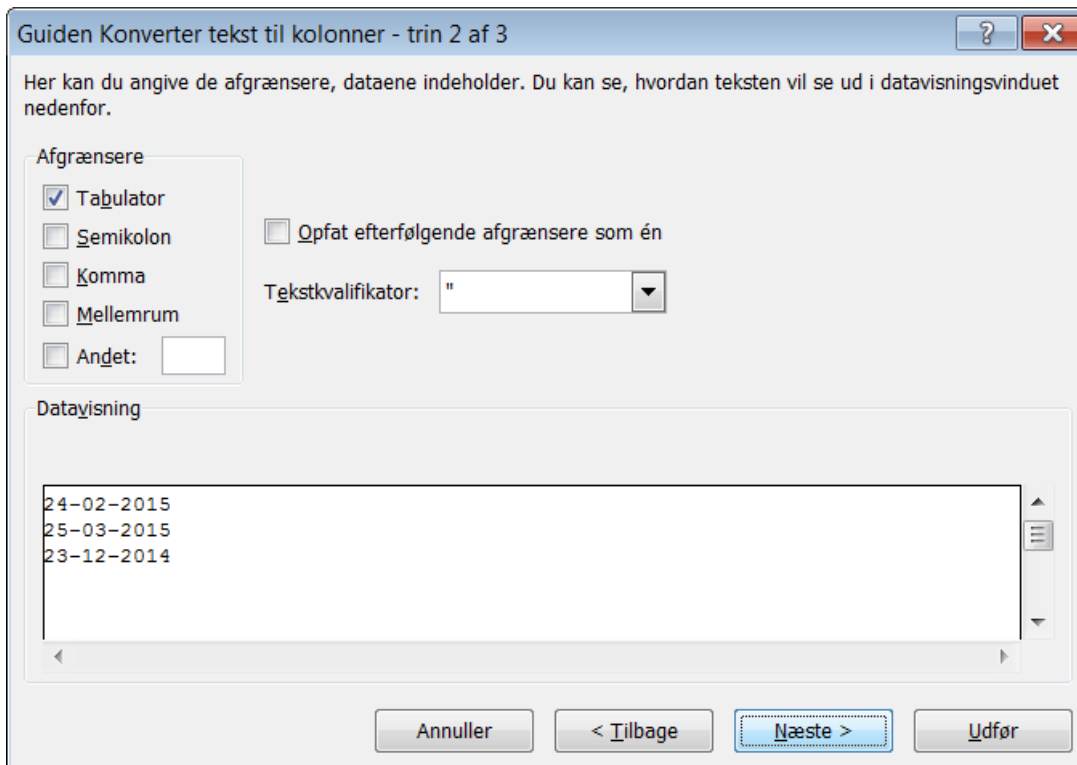 Guiden Konverter tekst til kolonner - trin 2 af 3
Her kan du angive de afgrænsere, dataene indeholder. Du kan se, hvordan teksten vil se ud i datavisningsvinduet
nedenfor.
Afgrænsere
Tabulator
Semikolon
Komma
Mellemrum
Andet:
Opfat efterfølgende afgrænsere som én
Tekstkvalifikator: "
Datavisning
24-02-2015
25-03-2015
23-12-2014
Annuller < Tilbage Næste > Udfør